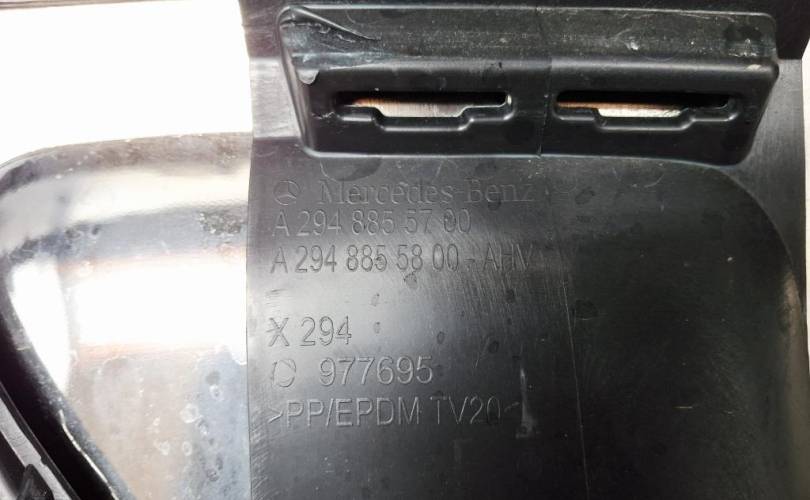 Mercedes-Benz
A 294 885 57 00
A 294 885 58 00 - AHV
X 294
977695
>PP/EPDM TV20<